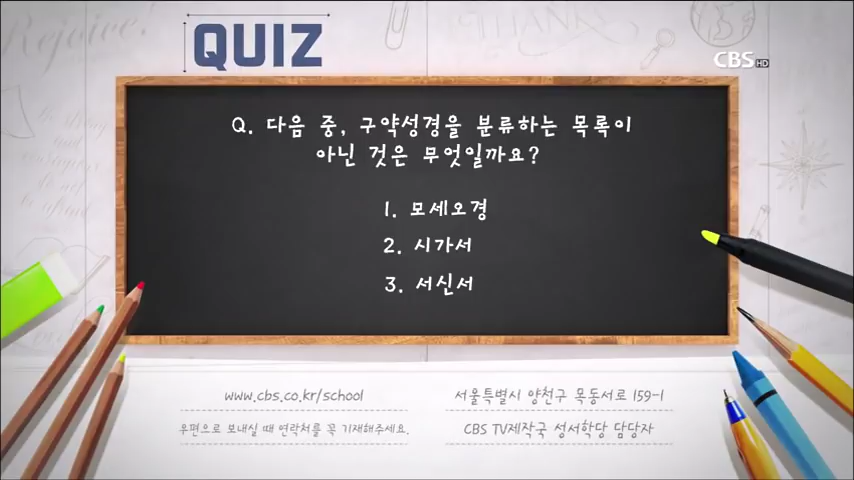 QUIZ
CBS HD
Rejoice!
THANKS
Q. 다음 중, 구약성경을 분류하는 목록이
아닌 것은 무엇일까요?
1. 모세오경
2. 시가서
3. 서신서
www.cbs.co.kr/school
서울특별시 양천구 목동서로 159-1
우편으로 보내실 때 연락처를 꼭 기재해주세요.
CBS TV제작국 성서학당 담당자